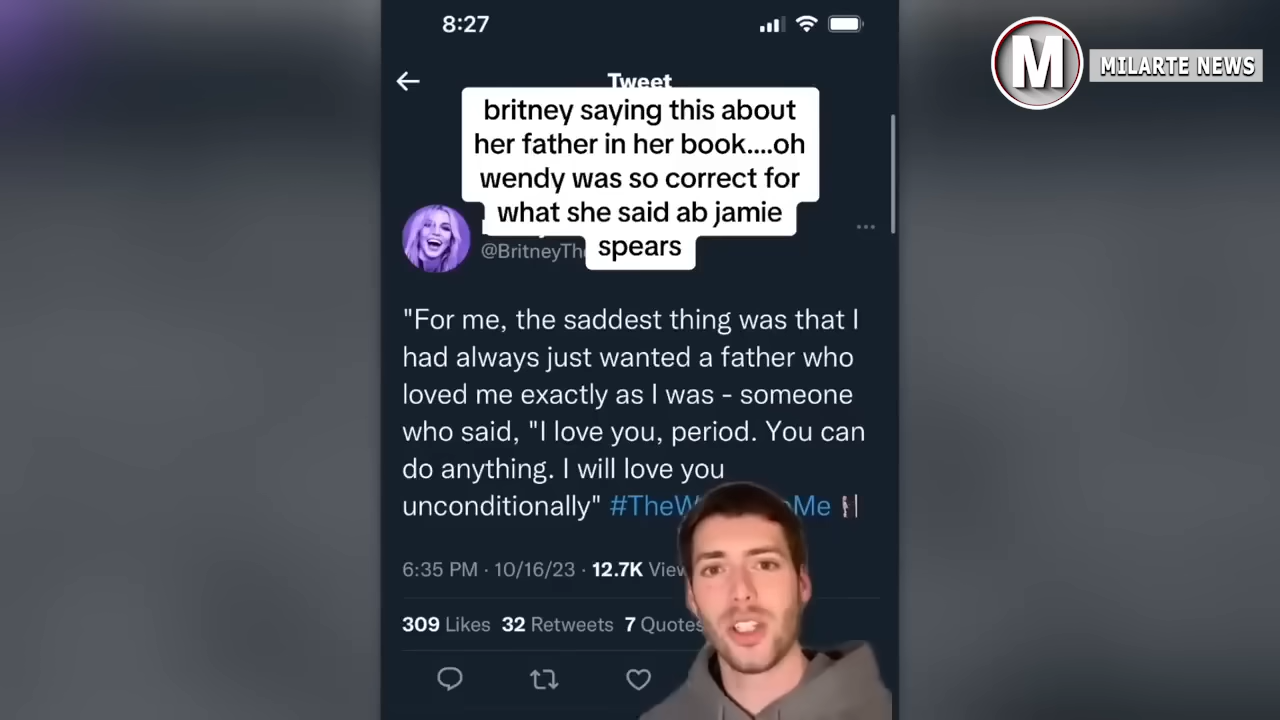 8:27
M
MILARTE NEWS
Tweet
britney saying this about
her father in her book....oh
wendy was so correct for
what she said ab jamie
spears
@BritneyTh
"For me, the saddest thing was that I
had always just wanted a father who
loved me exactly as I was - someone
who said, "I love you, period. You can
do anything. I will love you
unconditionally" #TheW Me
6:35 PM · 10/16/23 · 12.7K View
309 Likes 32 Retweets 7 Quotes